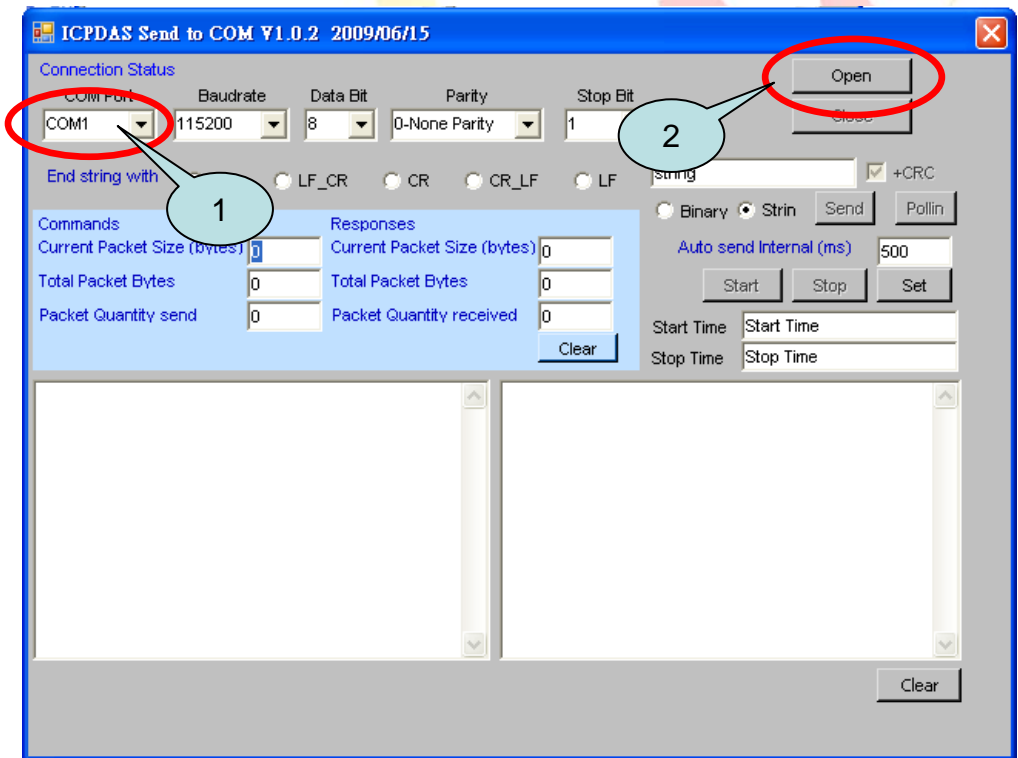 ICPDAS Send to COM V1.0.2 2009/06/15
Connection Status
Open
COM Port Baudrate Data Bit Parity Stop Bit
COM1 115200 8 0-None Parity 1
Close
2
End string with LF_CR CR CR_LF LF
string +CRC
1
Binary Strin Send Pollin
Commands Responses
Current Packet Size (bytes) 0 Current Packet Size (bytes) 0
Auto send Internal (ms) 500
Total Packet Bytes 0 Total Packet Bytes 0
Start Stop Set
Packet Quantity send 0 Packet Quantity received 0
Start Time Start Time
Clear
Stop Time Stop Time
Clear